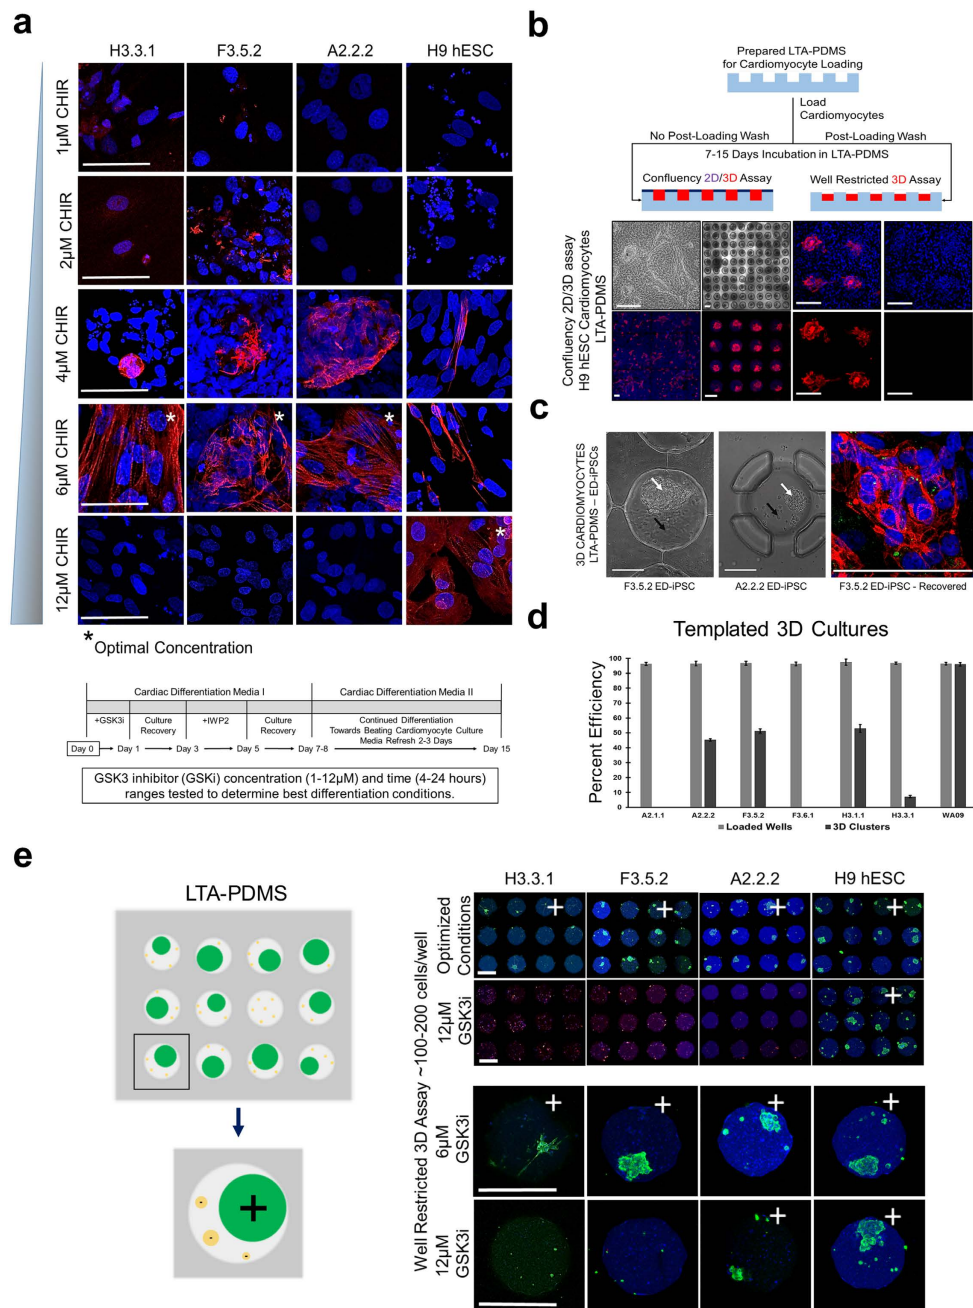 a
H3.3.1 F3.5.2 A2.2.2 H9 hESC
1µM CHIR
2µM CHIR
4µM CHIR
6µM CHIR
* * *
12µM CHIR
*
*Optimal Concentration
Cardiac Differentiation Media I Cardiac Differentiation Media II
+GSK3i Culture Recovery +IWP2 Culture Recovery Continued Differentiation
Towards Beating Cardiomyocyte Culture
Media Refresh 2-3 Days
Day 0 Day 1 Day 3 Day 5 Day 7-8 Day 15
GSK3 inhibitor (GSKi) concentration (1-12µM) and time (4-24 hours)
ranges tested to determine best differentiation conditions.
b
Prepared LTA-PDMS
for Cardiomyocyte Loading
Load
Cardiomyocytes
No Post-Loading Wash Post-Loading Wash
7-15 Days Incubation in LTA-PDMS
Confluency 2D/3D Assay Well Restricted 3D Assay
Confluency 2D/3D assay
H9 hESC Cardiomyocytes
LTA-PDMS
c
3D CARDIOMYOCYTES
LTA-PDMS – ED-iPSCs
F3.5.2 ED-iPSC A2.2.2 ED-iPSC F3.5.2 ED-iPSC - Recovered
d
Templated 3D Cultures
Percent Efficiency
100
90
80
70
60
50
40
30
20
10
0
A2.1.1 A2.2.2 F3.5.2 F3.6.1 H3.1.1 H3.3.1 WA09
Loaded Wells 3D Clusters
e
LTA-PDMS
+
- - -
H3.3.1 F3.5.2 A2.2.2 H9 hESC
Well Restricted 3D Assay ~100-200 cells/well
Optimized
Conditions
+ + + +
12µM
GSK3i
+
6µM
GSK3i
+ + + +
12µM
GSK3i
+ +